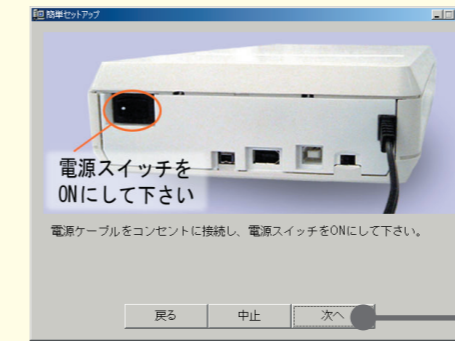 簡単セットアップ
電源スイッチを
ONにして下さい
電源ケーブルをコンセントに接続し、電源スイッチをONにして下さい。
戻る
中止
次へ